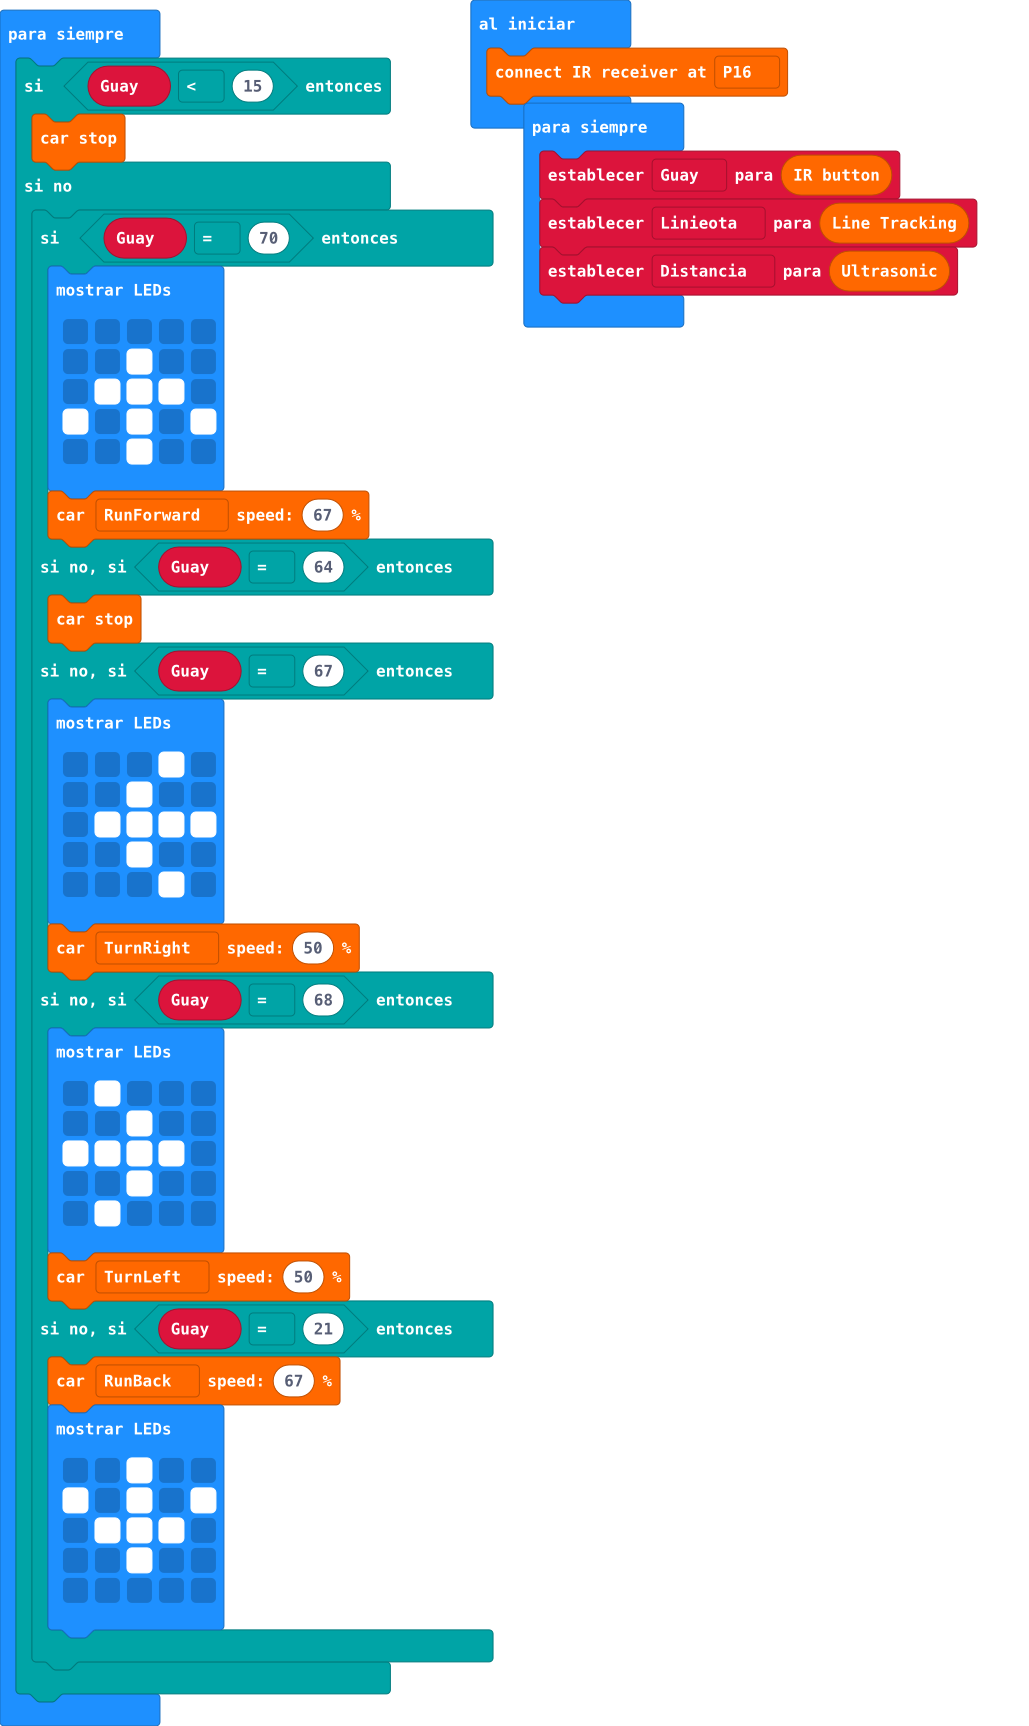 para siempre
si Guay < 15 entonces
car stop
si no
si Guay = 70 entonces
mostrar LEDs
car RunForward speed: 67 %
si no, si Guay = 64 entonces
car stop
si no, si Guay = 67 entonces
mostrar LEDs
car TurnRight speed: 50 %
si no, si Guay = 68 entonces
mostrar LEDs
car TurnLeft speed: 50 %
si no, si Guay = 21 entonces
car RunBack speed: 67 %
mostrar LEDs
al iniciar
connect IR receiver at P16
para siempre
establecer Guay para IR button
establecer Linieota para Line Tracking
establecer Distancia para Ultrasonic